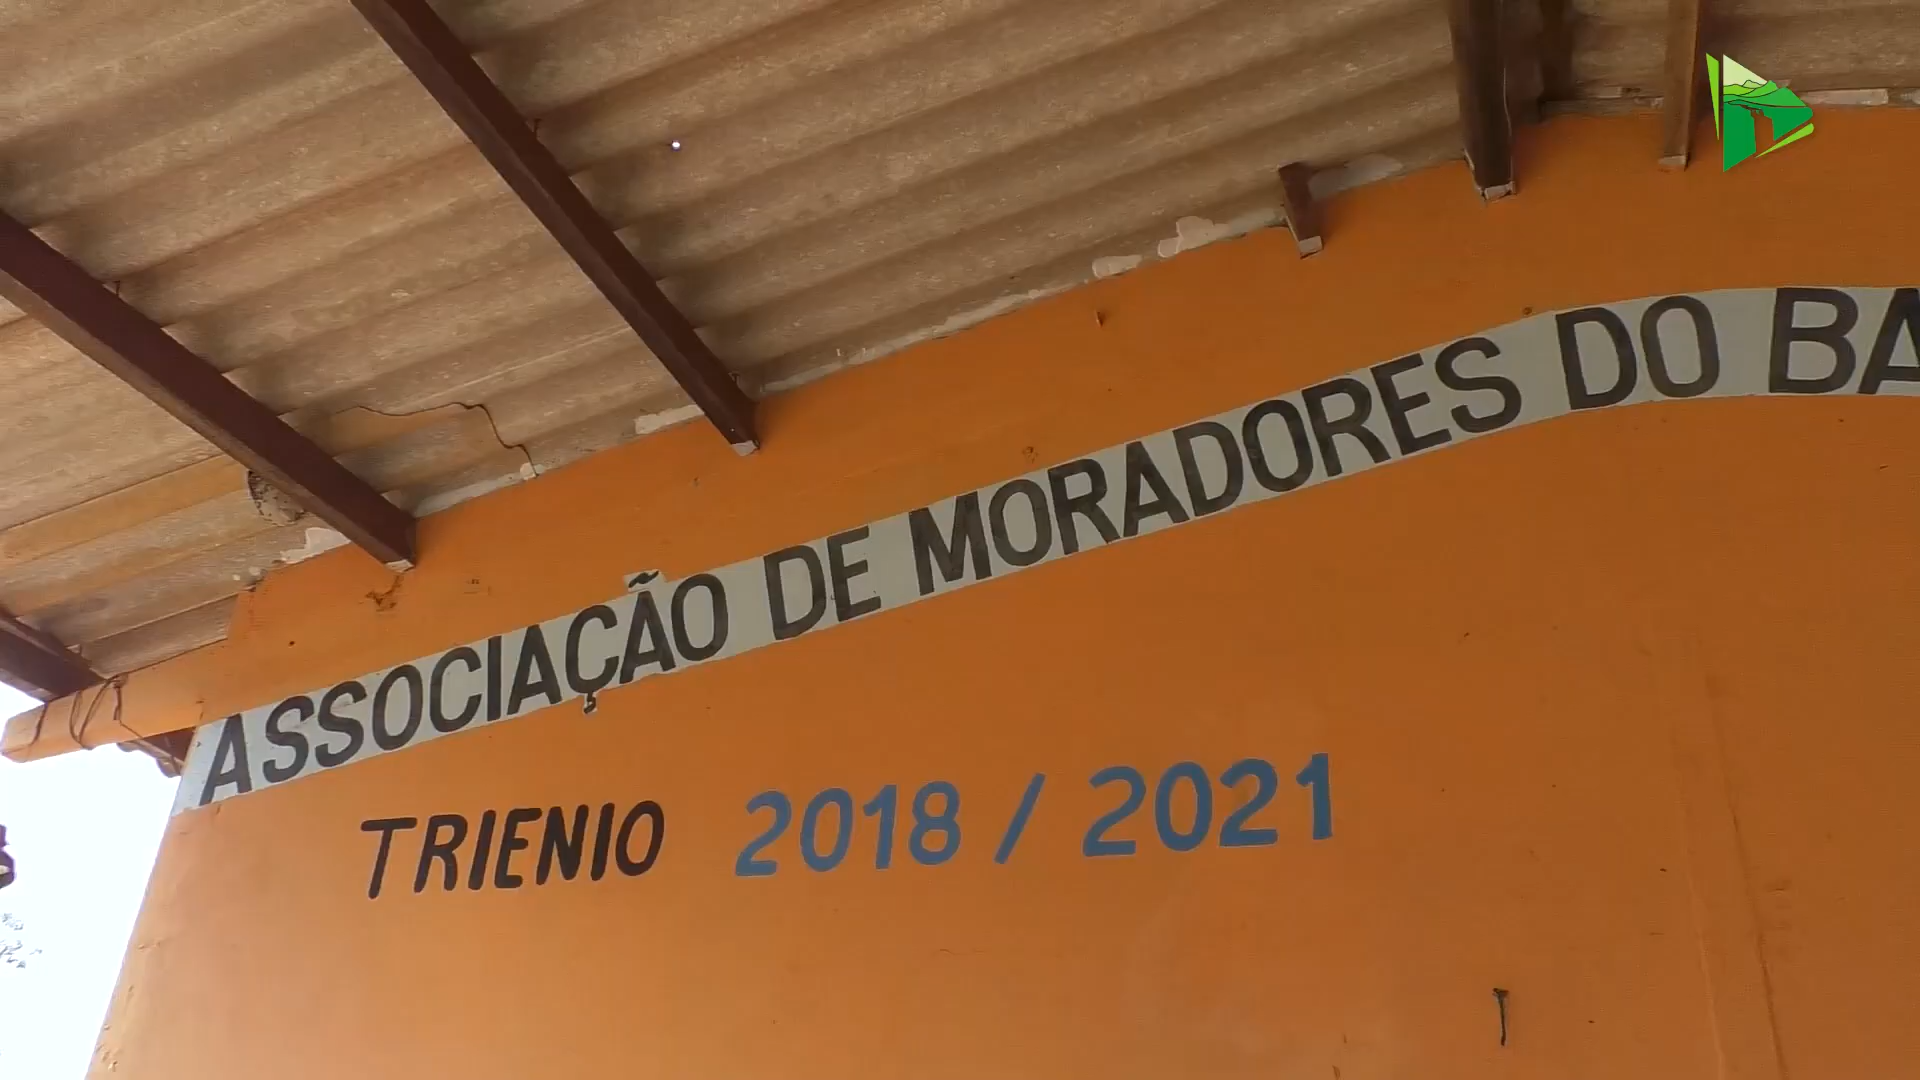 ASSOCIAÇÃO DE MORADORES DO BA
TRIENIO 2018 / 2021